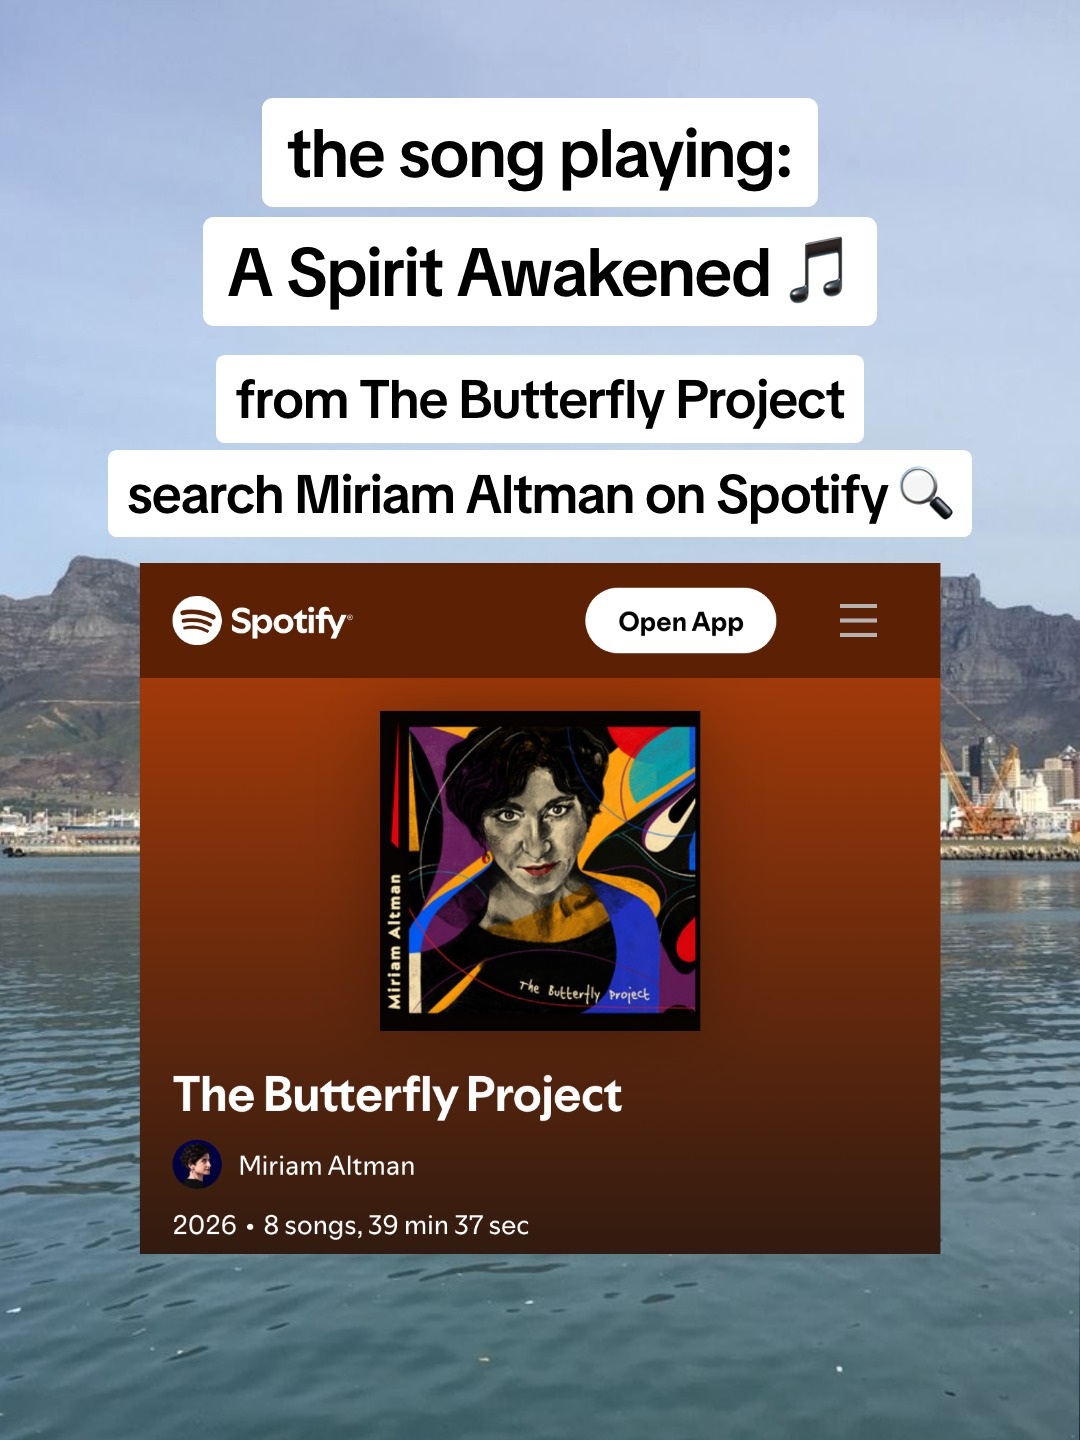 the song playing:
A Spirit Awakened 🎵
from The Butterfly Project
search Miriam Altman on Spotify 🔍
Spotify®
Open App
Miriam Altman
The Butterfly Project
The Butterfly Project
Miriam Altman
2026 • 8 songs, 39 min 37 sec